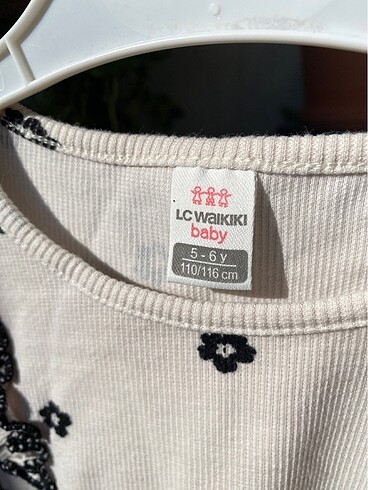 LC WAIKIKI
baby
5 - 6 y
110/116 cm